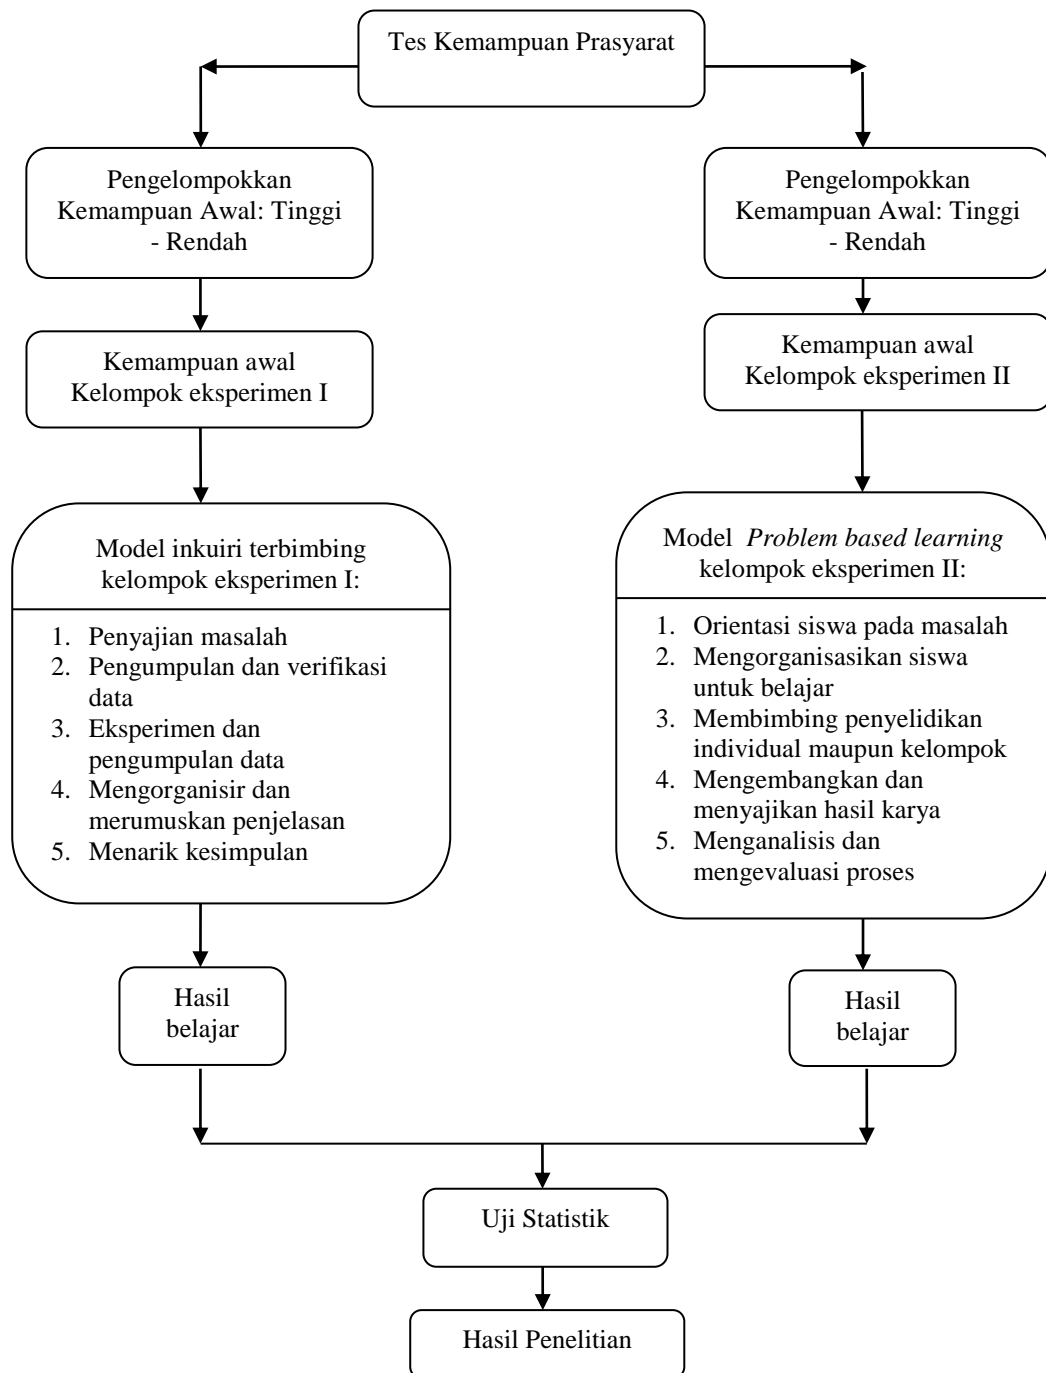 Tes Kemampuan Prasyarat
Pengelompokkan
Kemampuan Awal: Tinggi
- Rendah
Pengelompokkan
Kemampuan Awal: Tinggi
- Rendah
Kemampuan awal
Kelompok eksperimen I
Kemampuan awal
Kelompok eksperimen II
Model inkuiri terbimbing
kelompok eksperimen I:
1. Penyajian masalah
2. Pengumpulan dan verifikasi
data
3. Eksperimen dan
pengumpulan data
4. Mengorganisir dan
merumuskan penjelasan
5. Menarik kesimpulan
Model Problem based learning
kelompok eksperimen II:
1. Orientasi siswa pada masalah
2. Mengorganisasikan siswa
untuk belajar
3. Membimbing penyelidikan
individual maupun kelompok
4. Mengembangkan dan
menyajikan hasil karya
5. Menganalisis dan
mengevaluasi proses
Hasil
belajar
Hasil
belajar
Uji Statistik
Hasil Penelitian